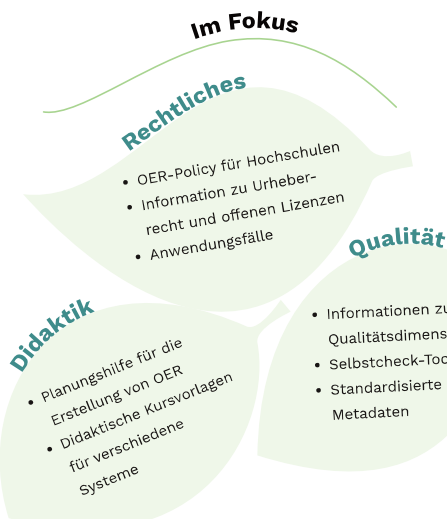 Im Fokus
Rechtliches
• OER-Policy für Hochschulen
• Information zu Urheber-
recht und offenen Lizenzen
• Anwendungsfälle
Qualität
• Informationen
Qualitätsdimens
• Selbstcheck-Too
• Standardisierte
Metadaten
Didaktik
• Planungshilfe für die
Erstellung von OER
• Didaktische Kursvorlagen
für verschiedene
Systeme